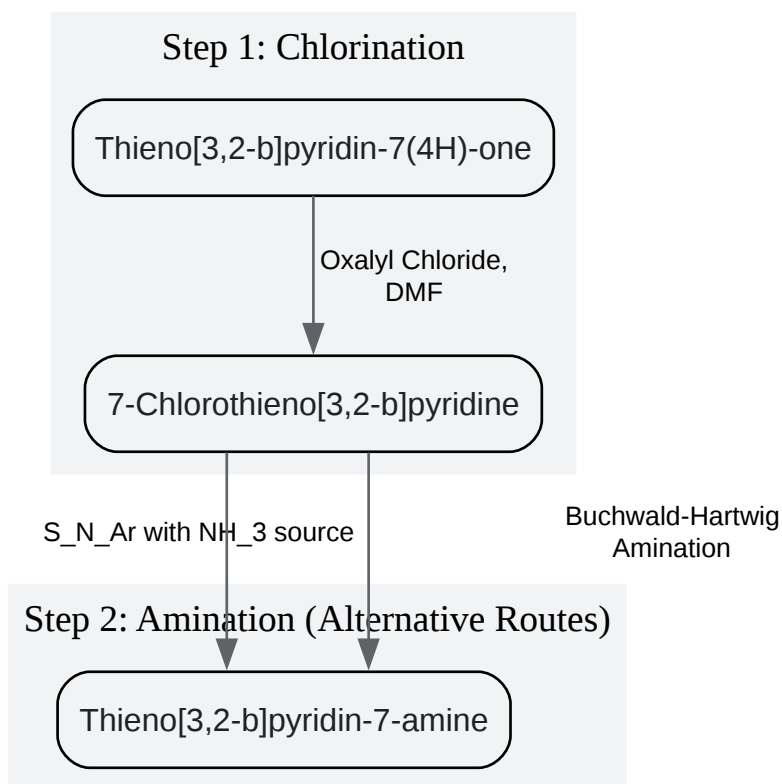 Step 1: Chlorination
Thieno[3,2-b]pyridin-7(4H)-one
Oxalyl Chloride,
DMF
7-Chlorothieno[3,2-b]pyridine
S_N_Ar with NH_3 source
Buchwald-Hartwig
Amination
Step 2: Amination (Alternative Routes)
Thieno[3,2-b]pyridin-7-amine